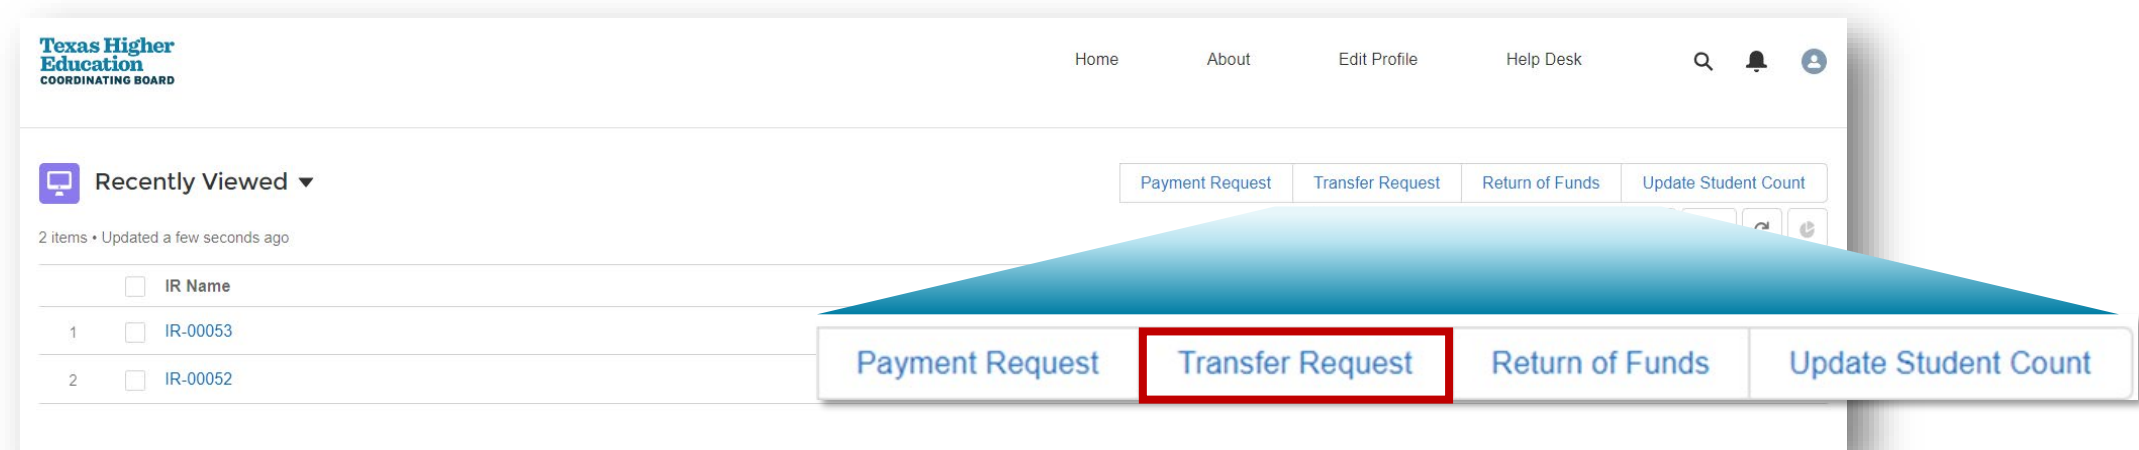 Texas Higher
Education
COORDINATING BOARD
Home About Edit Profile Help Desk
Recently Viewed
Payment Request Transfer Request Return of Funds Update Student Count
2 items • Updated a few seconds ago
IR Name
1 IR-00053
2 IR-00052
Payment Request Transfer Request Return of Funds Update Student Count